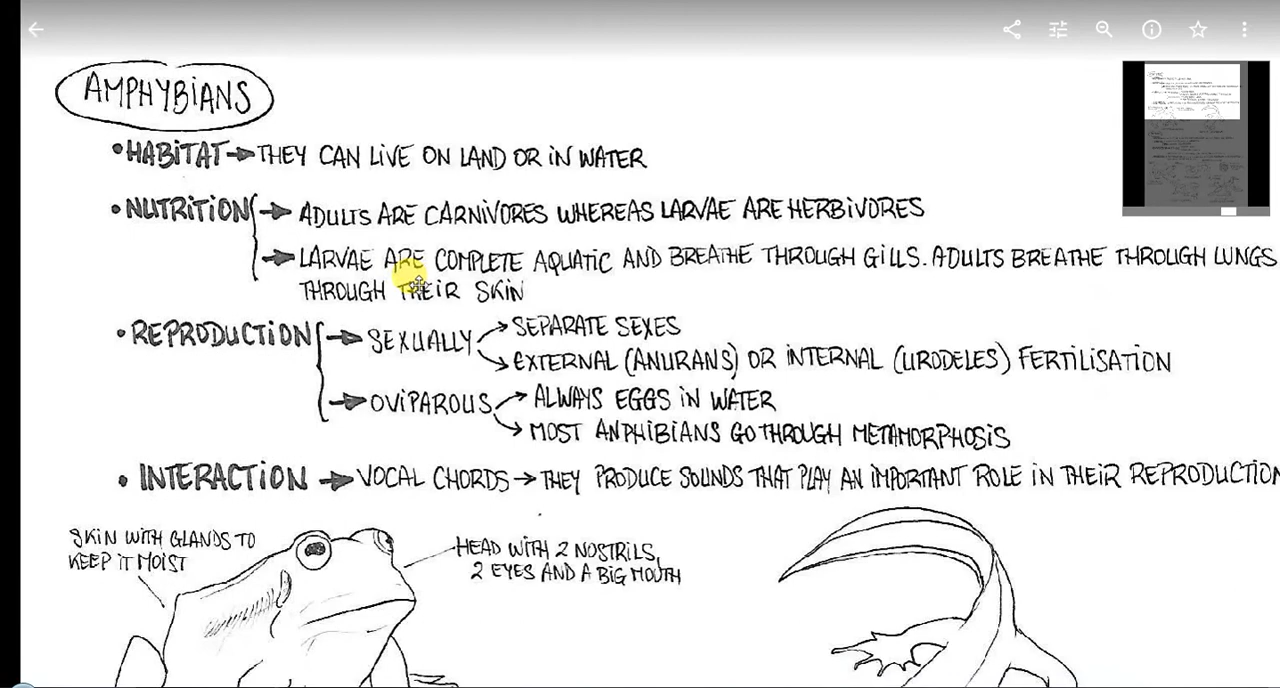 AMPHYBIANS
• HABITAT → THEY CAN LIVE ON LAND OR IN WATER
• NUTRITION → ADULTS ARE CARNIVORES WHEREAS LARVAE ARE HERBIVORES
→ LARVAE ARE COMPLETE AQUATIC AND BREATHE THROUGH GILLS. ADULTS BREATHE THROUGH LUNGS
THROUGH THEIR SKIN
• REPRODUCTION → SEXUALLY → SEPARATE SEXES
→ EXTERNAL (ANURANS) OR INTERNAL (URODELES) FERTILISATION
→ OVIPAROUS → ALWAYS EGGS IN WATER
→ MOST ANPHIBIANS GO THROUGH METAMORPHOSIS
• INTERACTION → VOCAL CHORDS → THEY PRODUCE SOUNDS THAT PLAY AN IMPORTANT ROLE IN THEIR REPRODUCTION
SKIN WITH GLANDS TO
KEEP IT MOIST
HEAD WITH 2 NOSTRILS,
2 EYES AND A BIG MOUTH